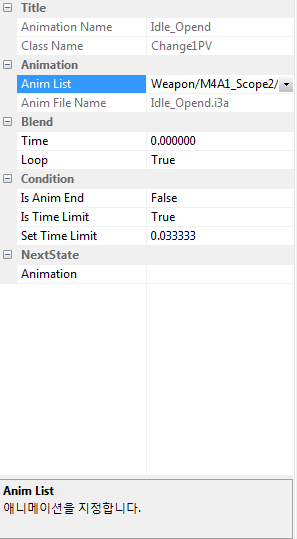 Title
Animation Name Idle_Opend
Class Name Change1PV
Animation
Anim List Weapon/M4A1_Scope2/
Anim File Name Idle_Opend.i3a
Blend
Time 0.000000
Loop True
Condition
Is Anim End False
Is Time Limit True
Set Time Limit 0.033333
NextState
Animation
Anim List
애니메이션을 지정합니다.